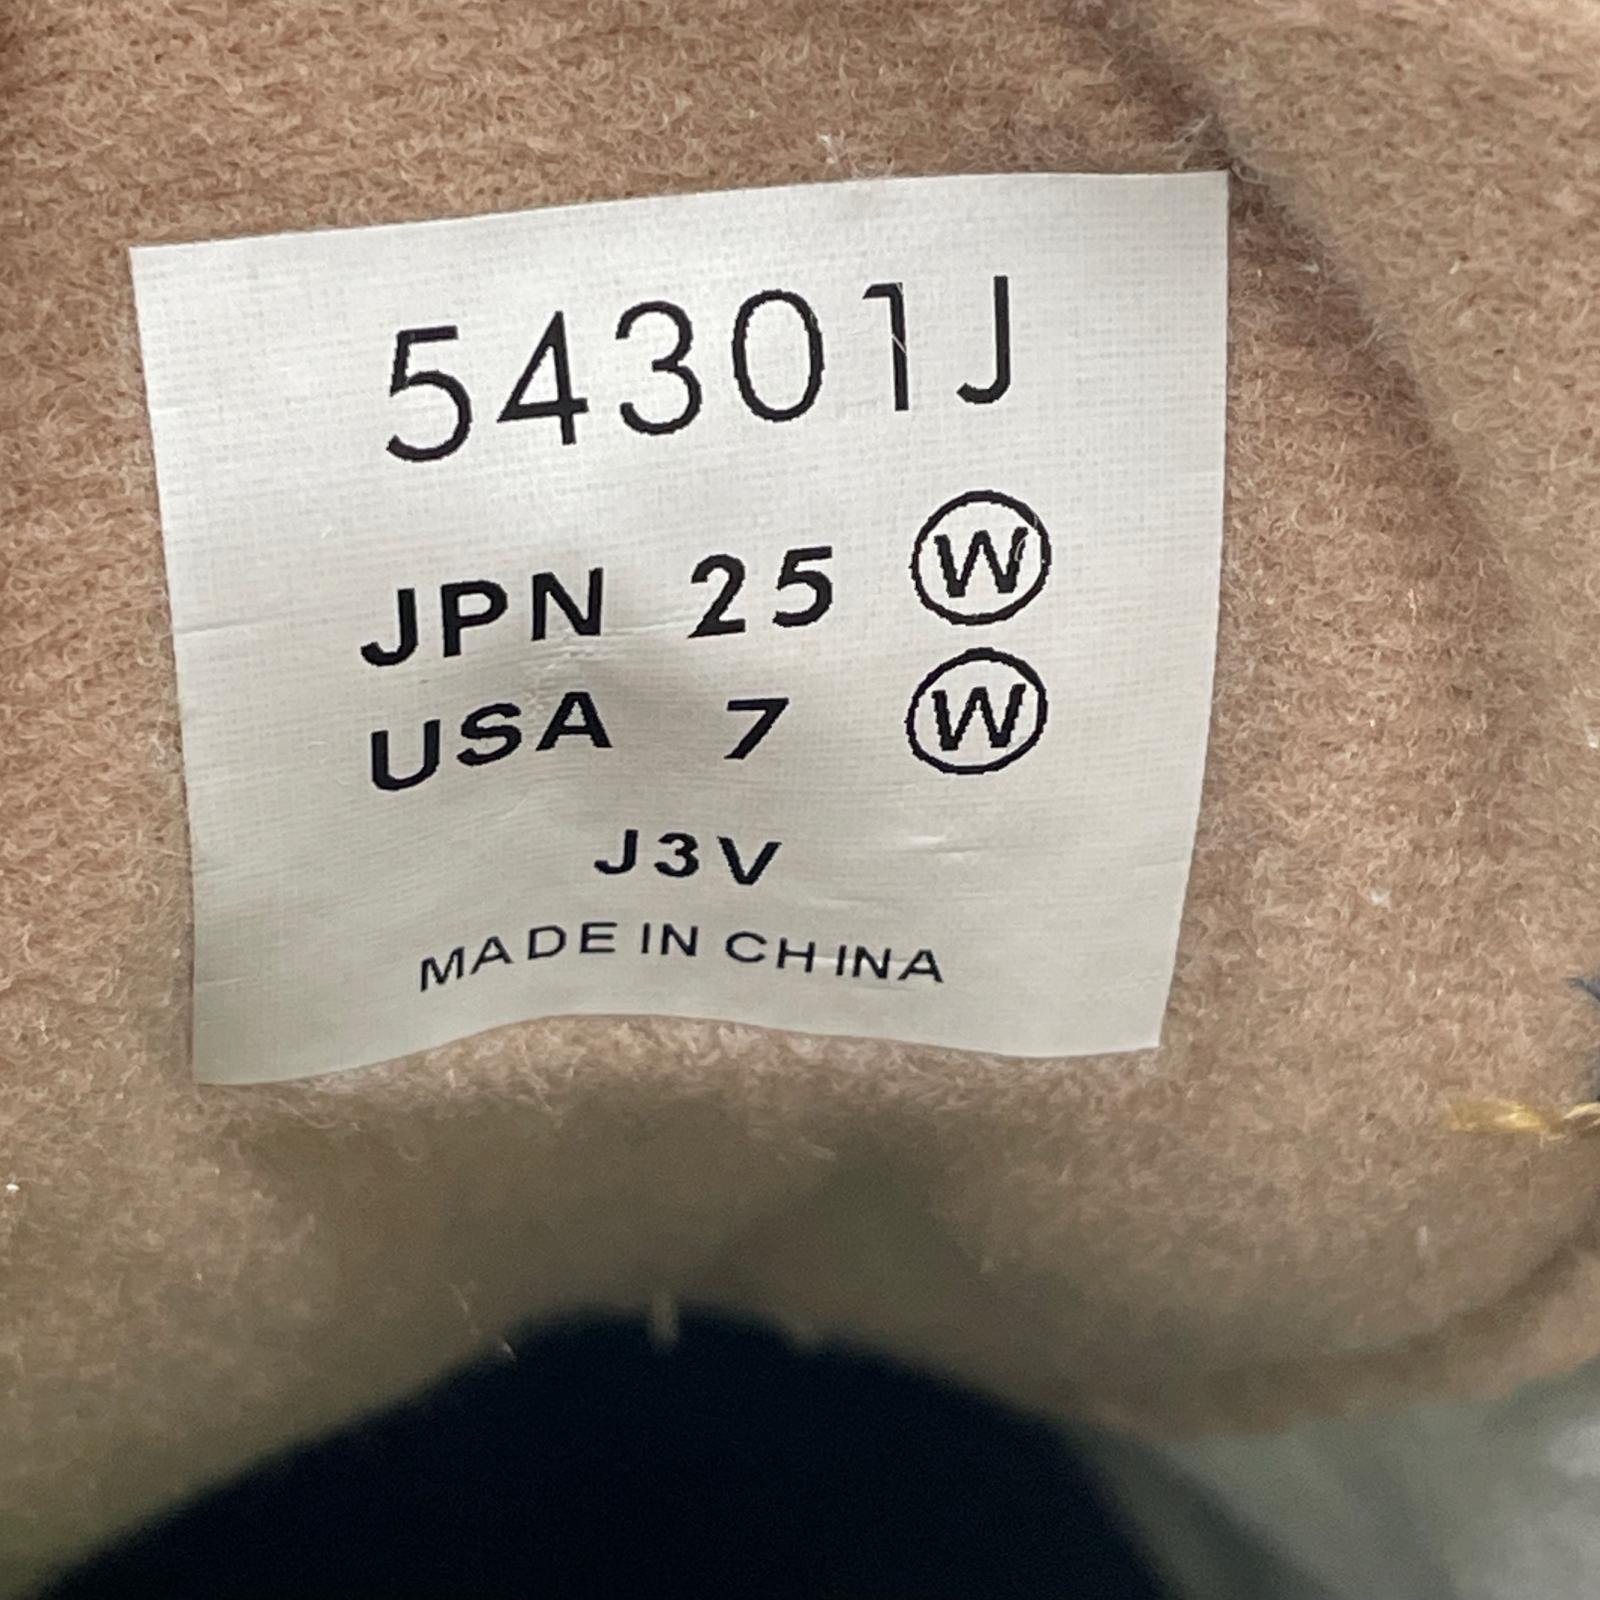 54301J
JPN 25 Ⓦ
USA 7 Ⓦ
J3V
MADE IN CHINA